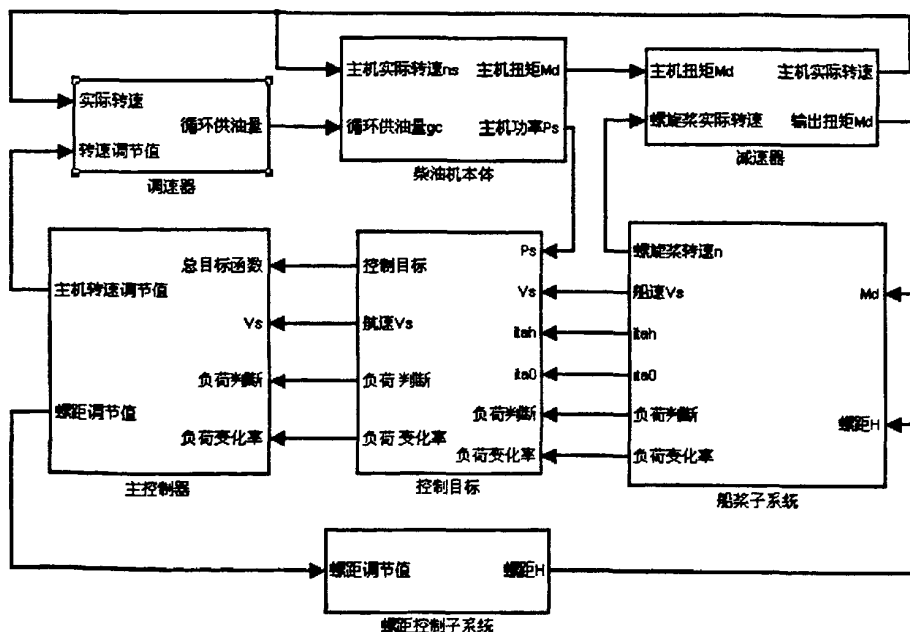 实际转速
转速调节值
循环供油量
调速器
主机实际转速ns
循环供油量gc
主机扭矩Md
主机功率Ps
柴油机本体
主机扭矩Md
螺旋桨实际转速
主机实际转速
输出扭矩Md
减速器
主机转速调节值
螺距调节值
总目标函数
Vs
负荷判断
负荷变化率
主控制器
控制目标
航速Vs
负荷 判断
负荷 变化率
Ps
Vs
itah
ita0
负荷判断
负荷变化率
控制目标
螺旋桨转速n
船速Vs
itah
ita0
负荷判断
负荷变化率
Md
螺距H
船桨子系统
螺距调节值
螺距H
螺距控制子系统